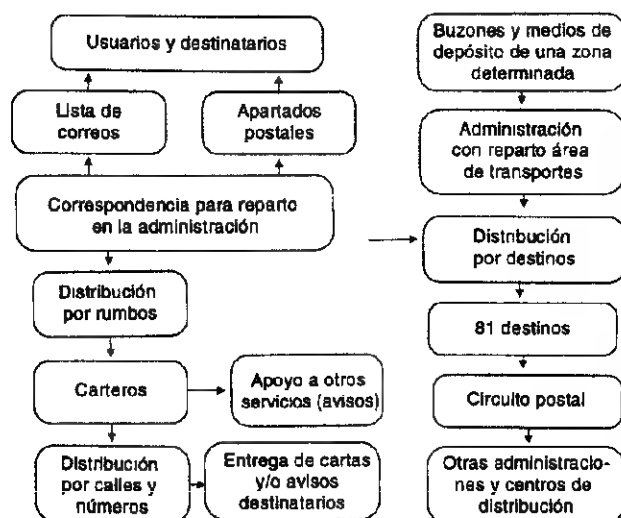 Usuarios y destinatarios
Lista de
correos
Apartados
postales
Correspondencia para reparto
en la administración
Distribución
por rumbos
Carteros
Apoyo a otros
servicios (avisos)
Distribución
por calles y
números
Entrega de cartas
y/o avisos
destinatarios
Buzones y medios de
depósito de una zona
determinada
Administración
con reparto área
de transportes
Distribución
por destinos
81 destinos
Circuito postal
Otras administracio-
nes y centros de
distribución